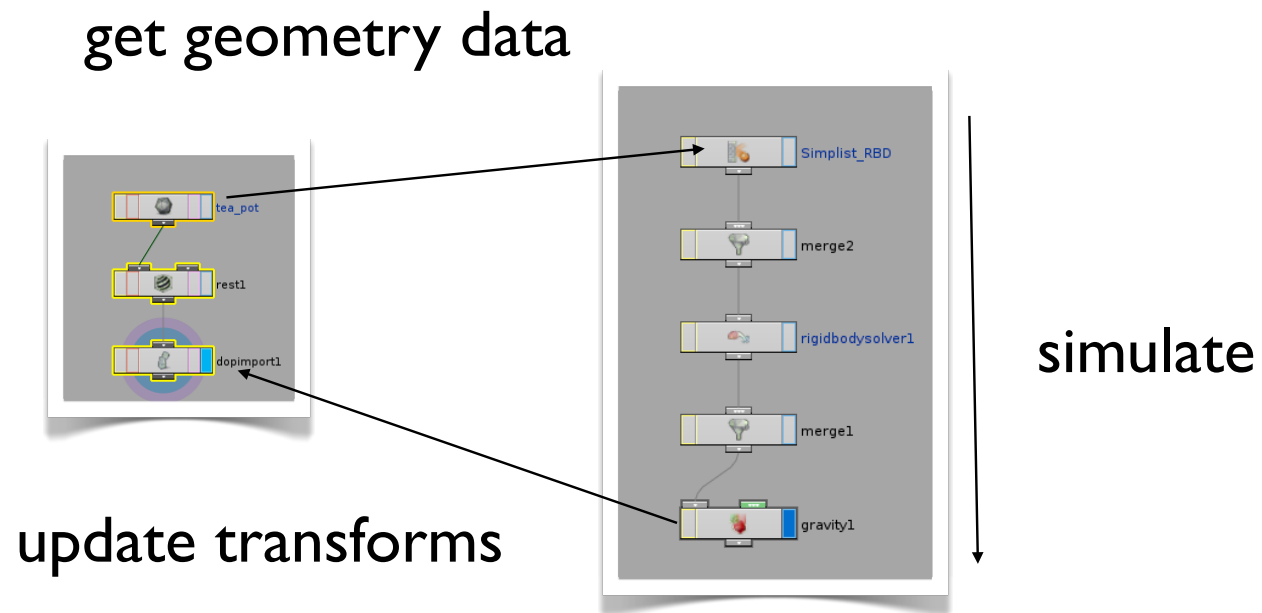 get geometry data
tea_pot
rest1
dopimport1
Simplist_RBD
merge2
rigidbodysolver1
merge1
gravity1
simulate
update transforms